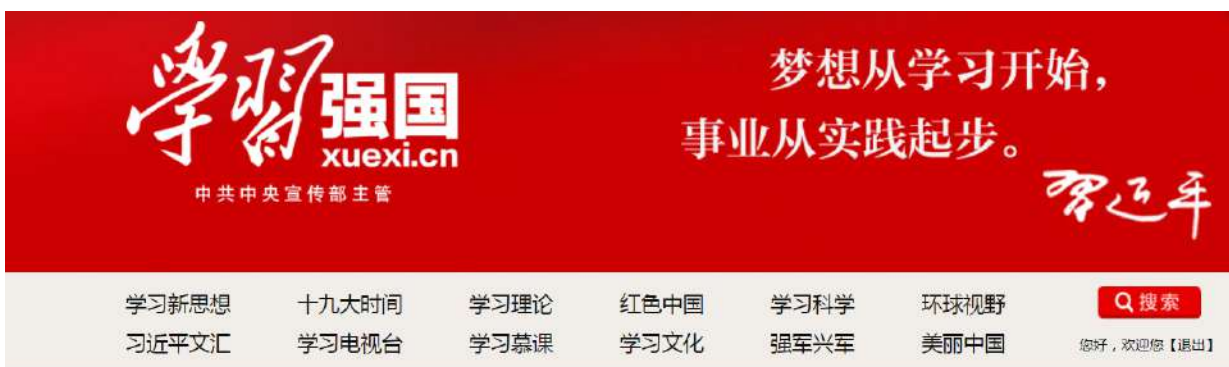 學習强国
xuexi.cn
中共中央宣传部主管
梦想从学习开始，
事业从实践起步。
习近平
学习新思想 十九大时间 学习理论 红色中国 学习科学 环球视野 搜索
习近平文汇 学习电视台 学习慕课 学习文化 强军兴军 美丽中国 您好，欢迎您【退出】